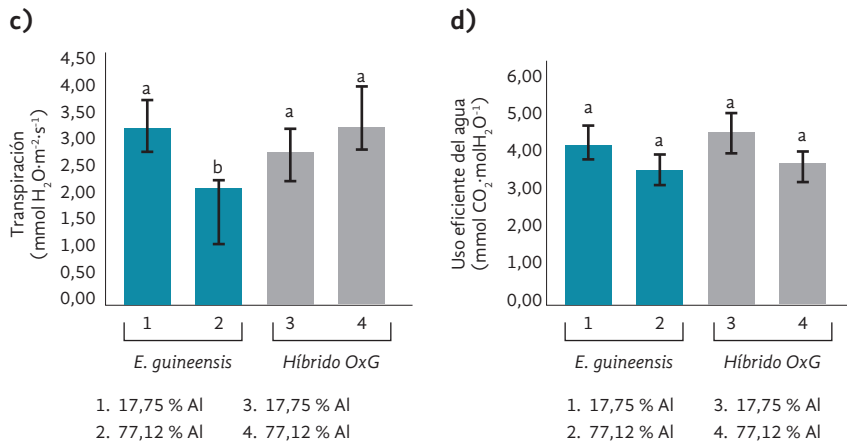 c)
Transpiración
(mmol H₂O·m⁻²·s⁻¹)
4,50
4,00
3,50
3,00
2,50
2,00
1,50
1,00
0,50
0,00
a
b
a
a
1 2 3 4
E. guineensis Híbrido OxG
1. 17,75 % Al 3. 17,75 % Al
2. 77,12 % Al 4. 77,12 % Al
d)
Uso eficiente del agua
(mmol CO₂·molH₂O⁻¹)
6,00
5,00
4,00
3,00
2,00
1,00
0,00
a
a
a
a
1 2 3 4
E. guineensis Híbrido OxG
1. 17,75 % Al 3. 17,75 % Al
2. 77,12 % Al 4. 77,12 % Al